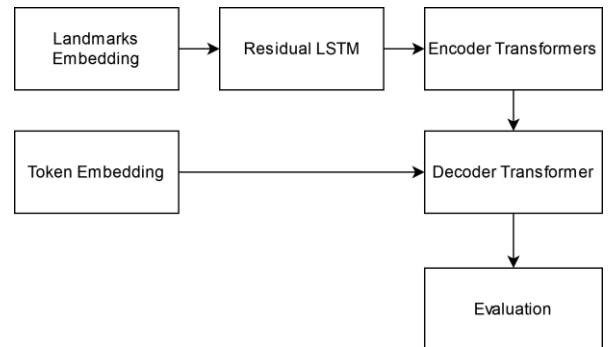 Landmarks
Embedding
Residual LSTM
Encoder Transformers
Token Embedding
Decoder Transformer
Evaluation